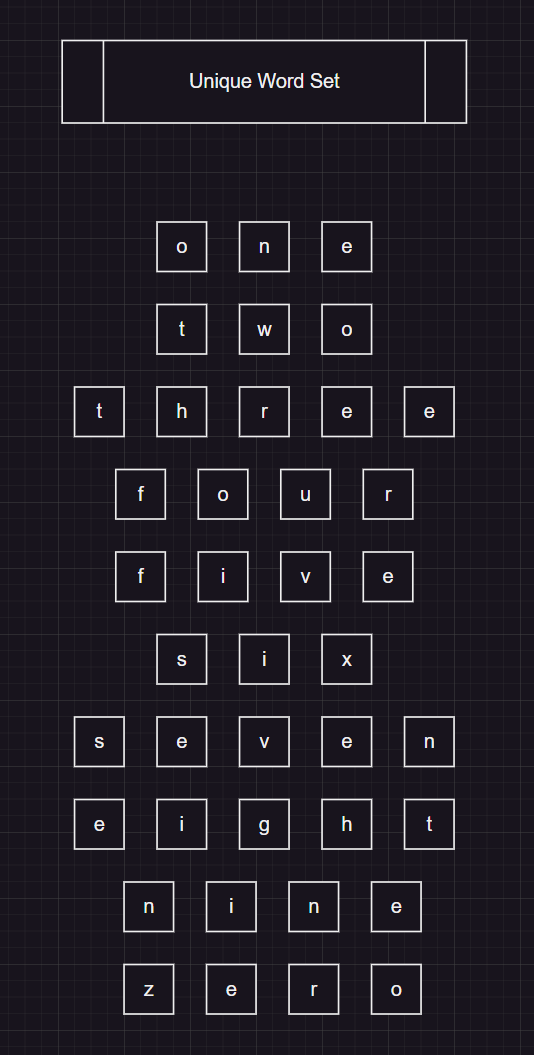 Unique Word Set
o n e
t w o
t h r e e
f o u r
f i v e
s i x
s e v e n
e i g h t
n i n e
z e r o